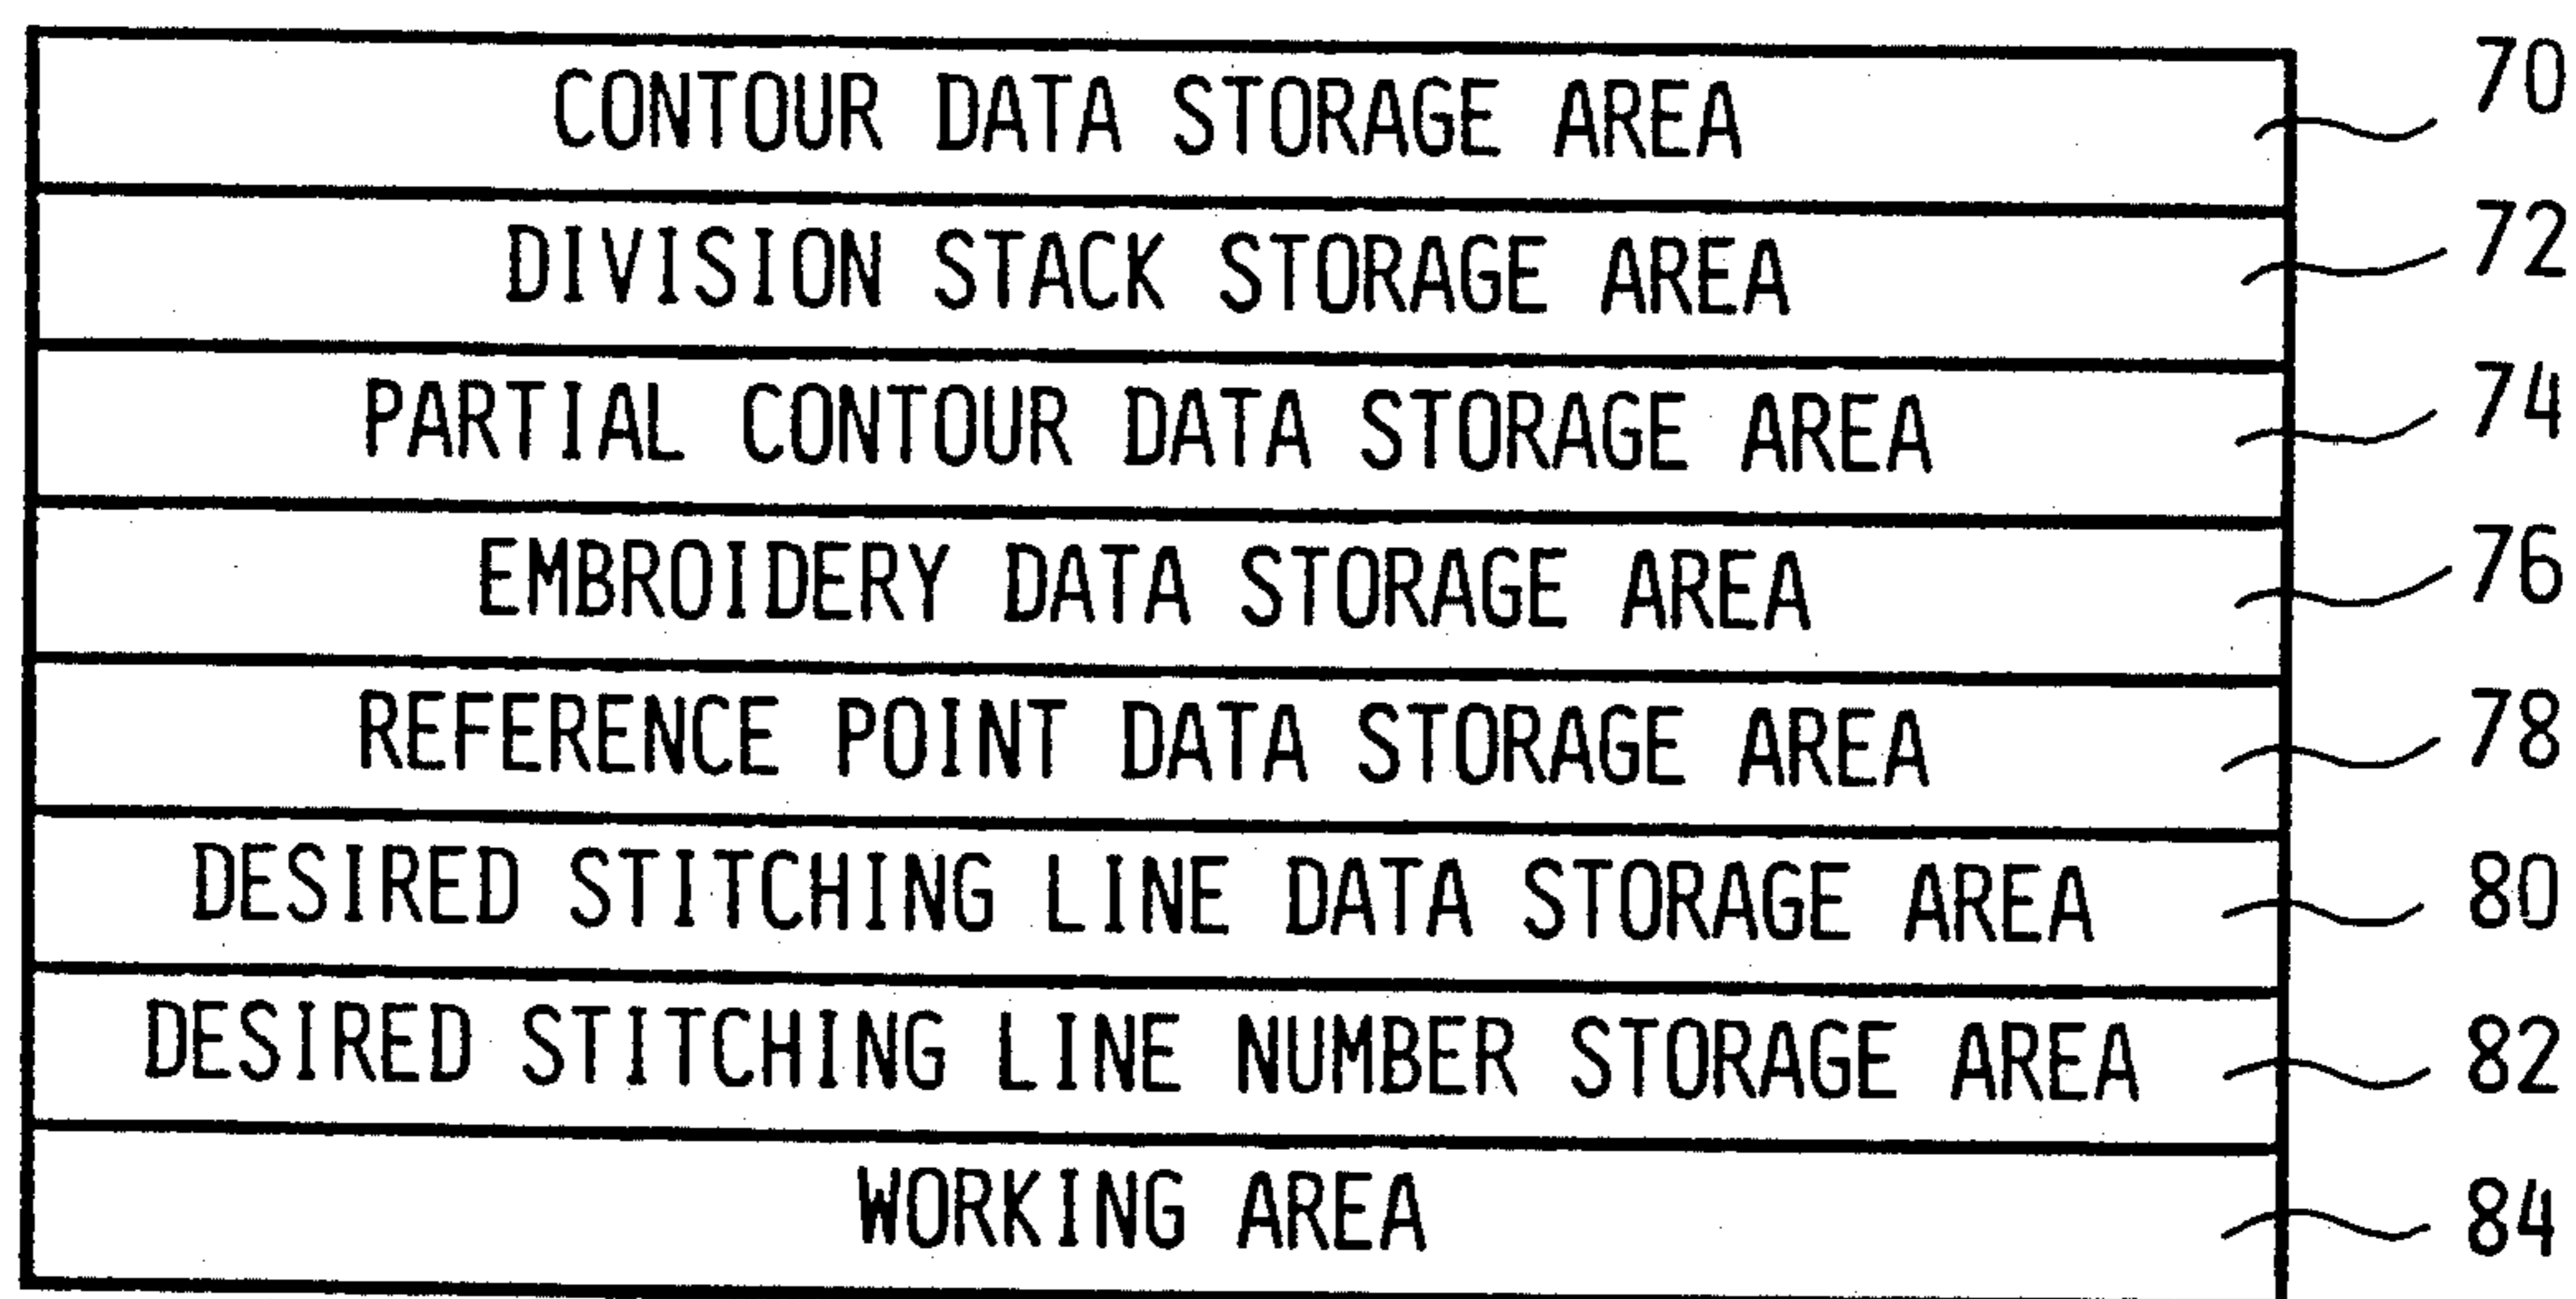 CONTOUR DATA STORAGE AREA 70
DIVISION STACK STORAGE AREA 72
PARTIAL CONTOUR DATA STORAGE AREA 74
EMBROIDERY DATA STORAGE AREA 76
REFERENCE POINT DATA STORAGE AREA 78
DESIRED STITCHING LINE DATA STORAGE AREA 80
DESIRED STITCHING LINE NUMBER STORAGE AREA 82
WORKING AREA 84